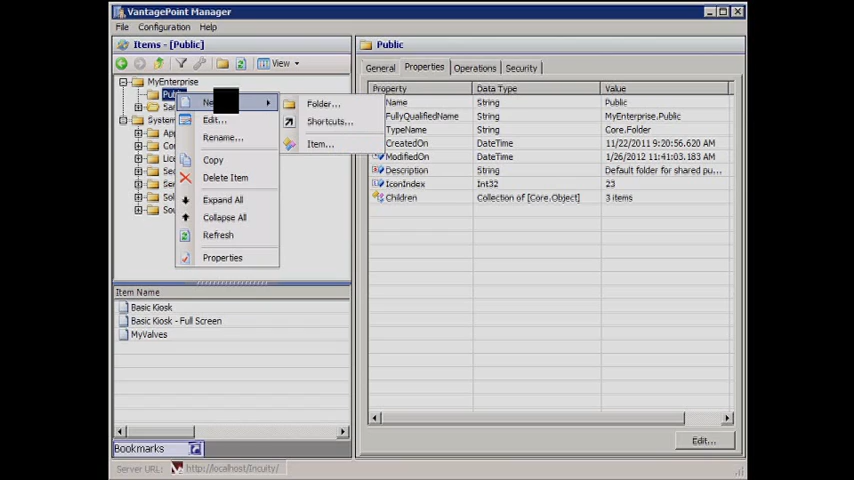 VantagePoint Manager
File Configuration Help
Items - [Public]
View
MyEnterprise
Public
System
New
Edit...
Rename...
Copy
Delete Item
Expand All
Collapse All
Refresh
Properties
Folder...
Shortcuts...
Item...
Item Name
Basic Kiosk
Basic Kiosk - Full Screen
MyValves
Bookmarks
Server URL: http://localhost/Incuity/
Public
General Properties Operations Security
Property Data Type Value
Name String Public
FullyQualifiedName String MyEnterprise.Public
TypeName String Core.Folder
CreatedOn DateTime 11/22/2011 9:20:56.620 AM
ModifiedOn DateTime 1/26/2012 11:41:03.183 AM
Description String Default folder for shared pu...
IconIndex Int32 23
Children Collection of [Core.Object] 3 items
Edit...